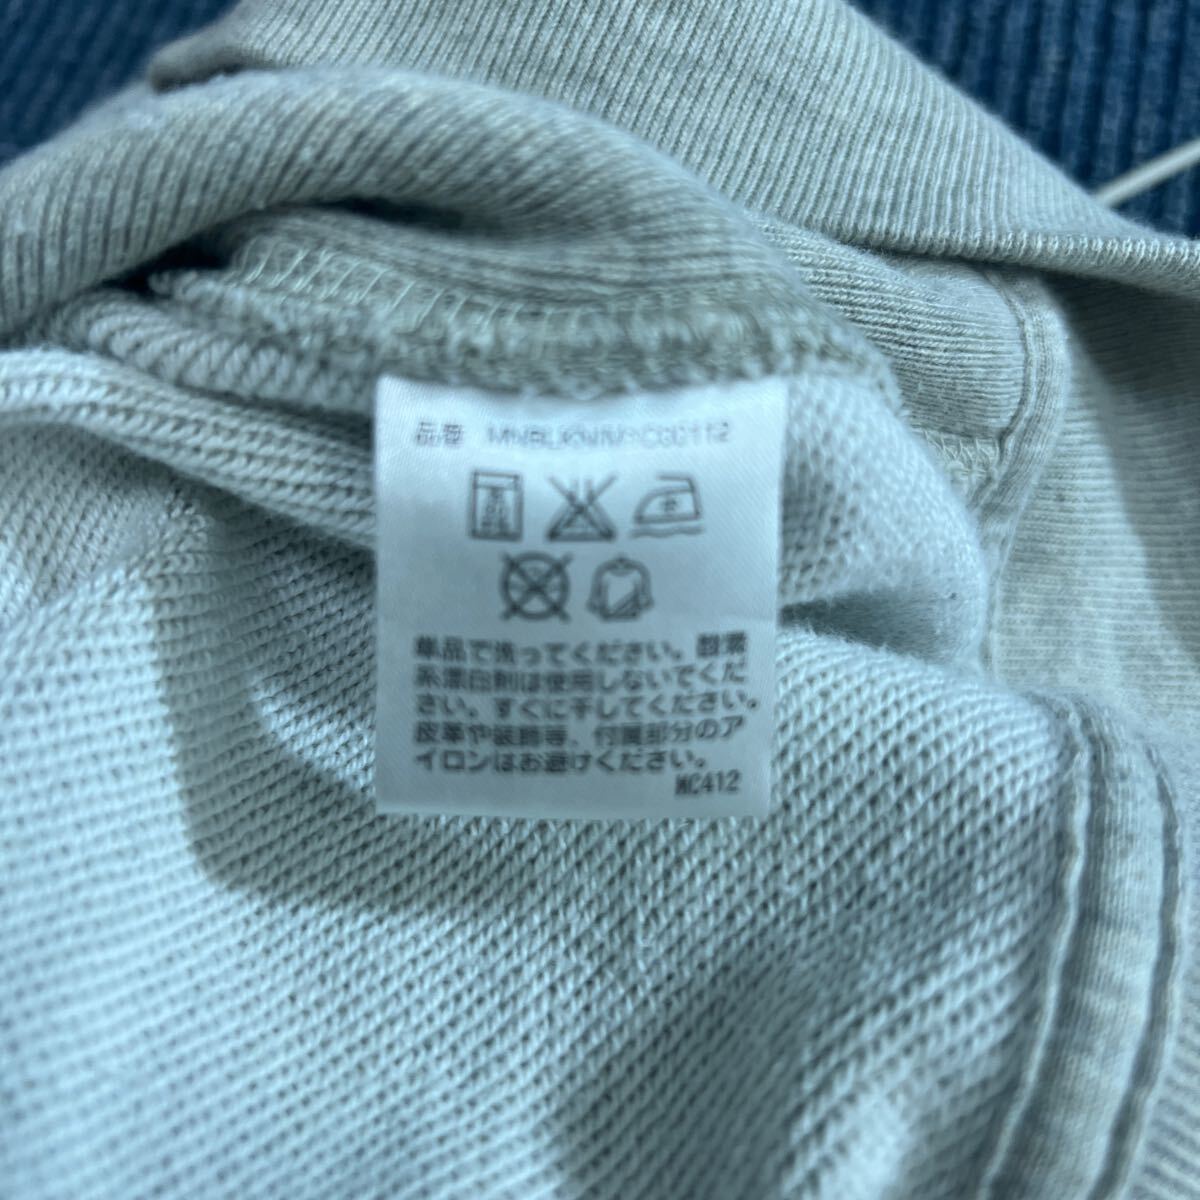 品番
単品で洗ってください。酸素
系漂白剤は使用しないでくだ
さい。すぐに干してください。
皮革や装飾等、付属部分のア
イロンはお避けください。
MC412